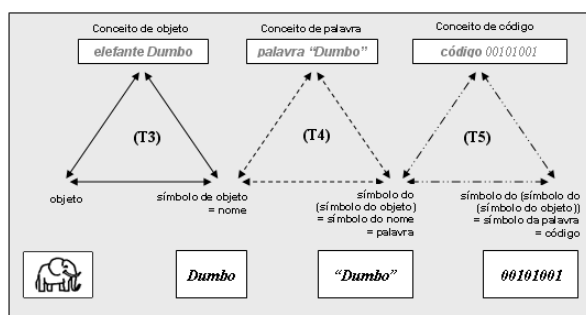 Conceito de objeto
elefante Dumbo
Conceito de palavra
palavra “Dumbo”
Conceito de código
código 00101001
(T3)
(T4)
(T5)
objeto
símbolo de objeto
= nome
símbolo do
(símbolo do objeto)
= símbolo do nome
= palavra
símbolo do (símbolo do
(símbolo do objeto))
= símbolo da palavra
= código
Dumbo
“Dumbo”
00101001